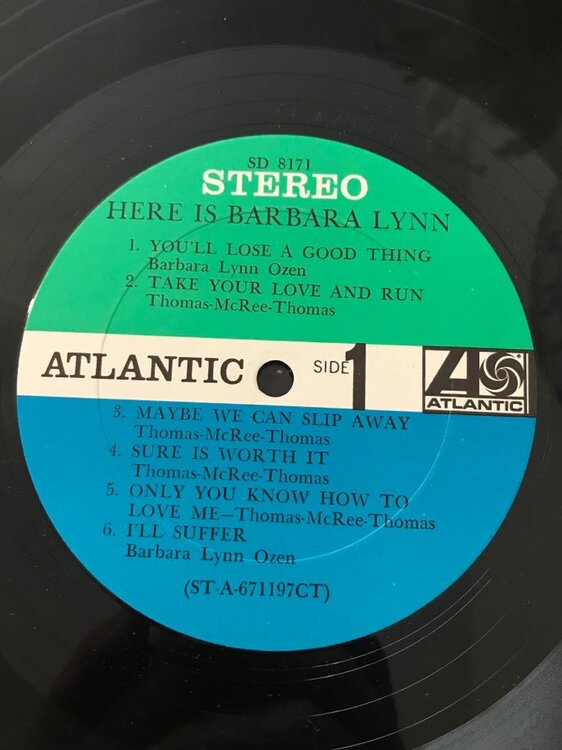 SD 8171
STEREO
HERE IS BARBARA LYNN
1. YOU'LL LOSE A GOOD THING
Barbara Lynn Ozen
2. TAKE YOUR LOVE AND RUN
Thomas-McRee-Thomas
ATLANTIC SIDE 1 A ATLANTIC
3. MAYBE WE CAN SLIP AWAY
Thomas-McRee-Thomas
4. SURE IS WORTH IT
Thomas-McRee-Thomas
5. ONLY YOU KNOW HOW TO
LOVE ME—Thomas-McRee-Thomas
6. I'LL SUFFER
Barbara Lynn Ozen
(ST-A-671197CT)